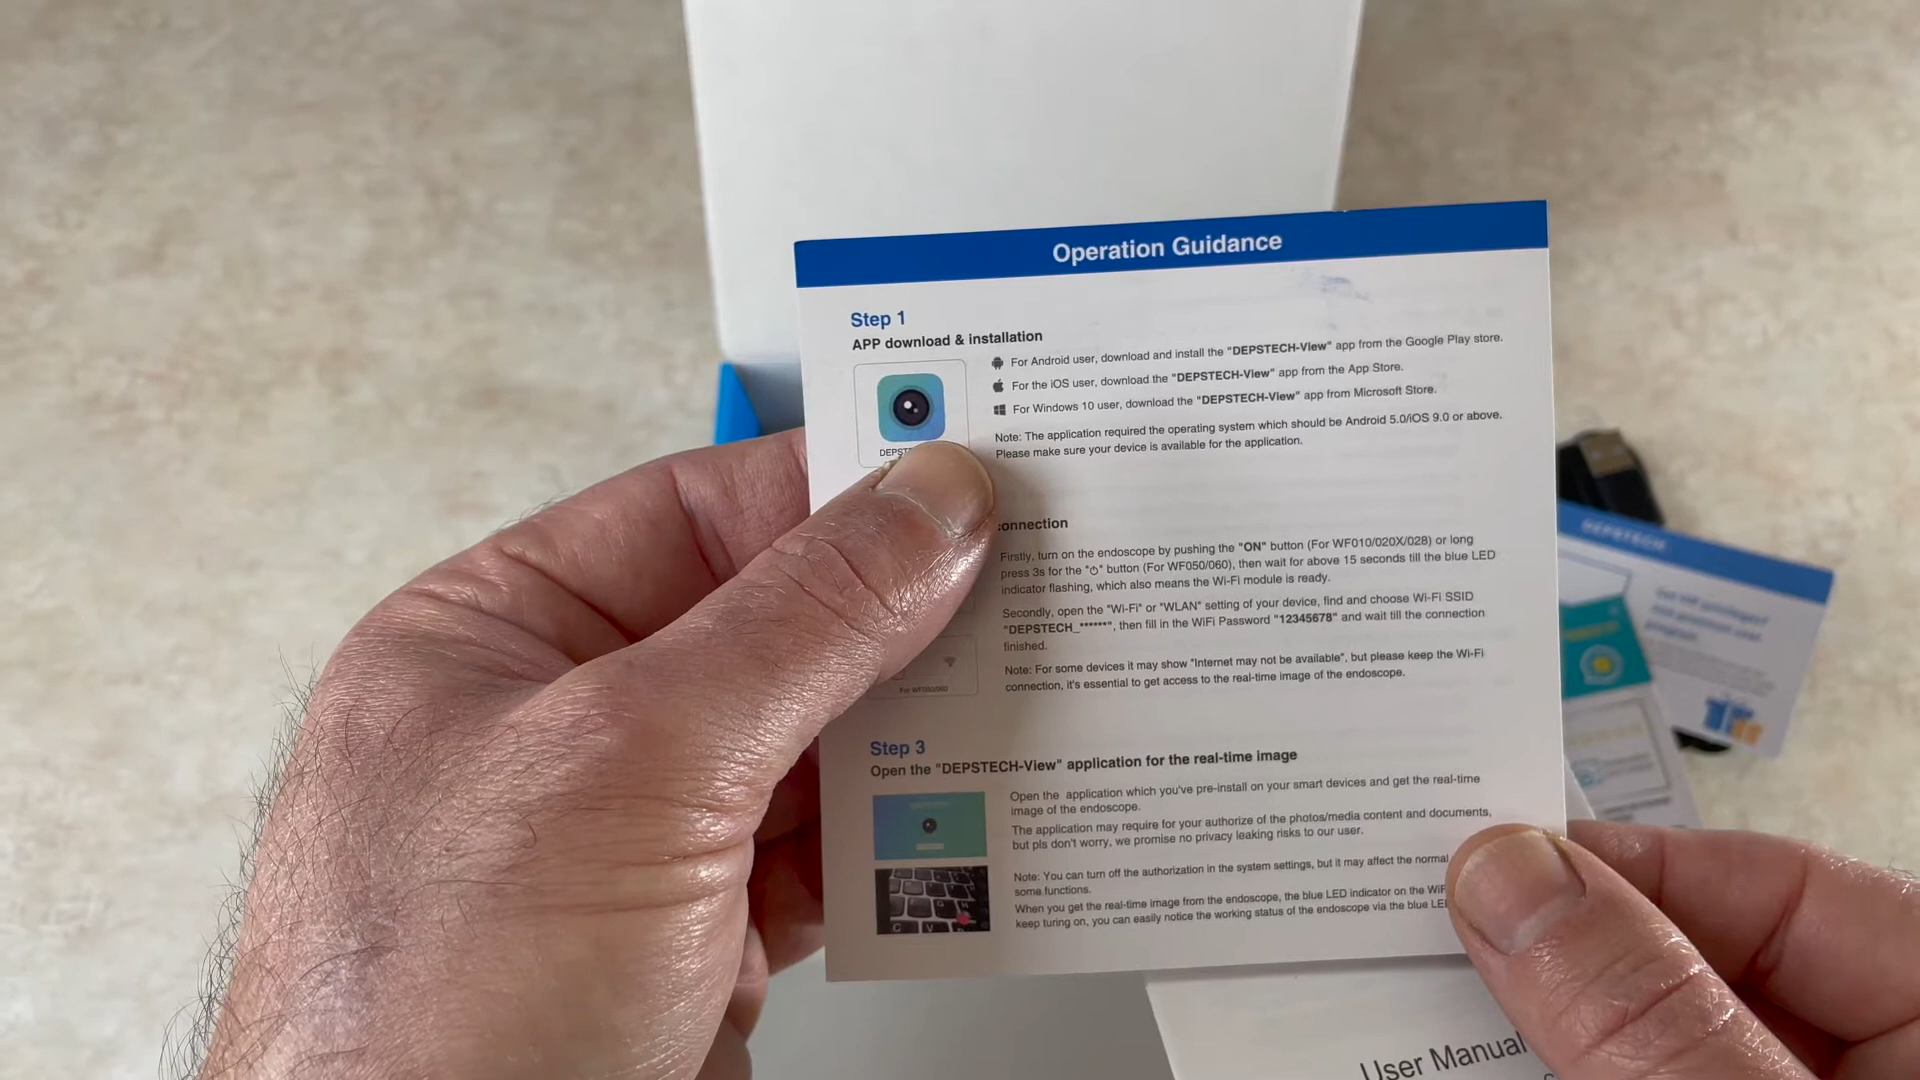 Operation Guidance
Step 1
APP download & installation
For Android user, download and install the "DEPSTECH-View" app from the Google Play store.
For the iOS user, download the "DEPSTECH-View" app from the App Store.
For Windows 10 user, download the "DEPSTECH-View" app from Microsoft Store.
Note: The application required the operating system which should be Android 5.0/iOS 9.0 or above.
Please make sure your device is available for the application.
onnection
Firstly, turn on the endoscope by pushing the "ON" button (For WF010/020X/028) or long
press 3s for the "⏻" button (For WF050/060), then wait for above 15 seconds till the blue LED
indicator flashing, which also means the Wi-Fi module is ready.
Secondly, open the "Wi-Fi" or "WLAN" setting of your device, find and choose Wi-Fi SSID
"DEPSTECH_******", then fill in the WiFi Password "12345678" and wait till the connection
finished.
For WF050/060
Note: For some devices it may show "Internet may not be available", but please keep the Wi-Fi
connection, it's essential to get access to the real-time image of the endoscope.
Step 3
Open the "DEPSTECH-View" application for the real-time image
Open the application which you've pre-install on your smart devices and get the real-time
image of the endoscope.
The application may require for your authorize of the photos/media content and documents,
but pls don't worry, we promise no privacy leaking risks to our user.
Note: You can turn off the authorization in the system settings, but it may affect the normal
some functions.
When you get the real-time image from the endoscope, the blue LED indicator on the WiF
keep turing on, you can easily notice the working status of the endoscope via the blue LE
C V
DEPSTECH
User Manual